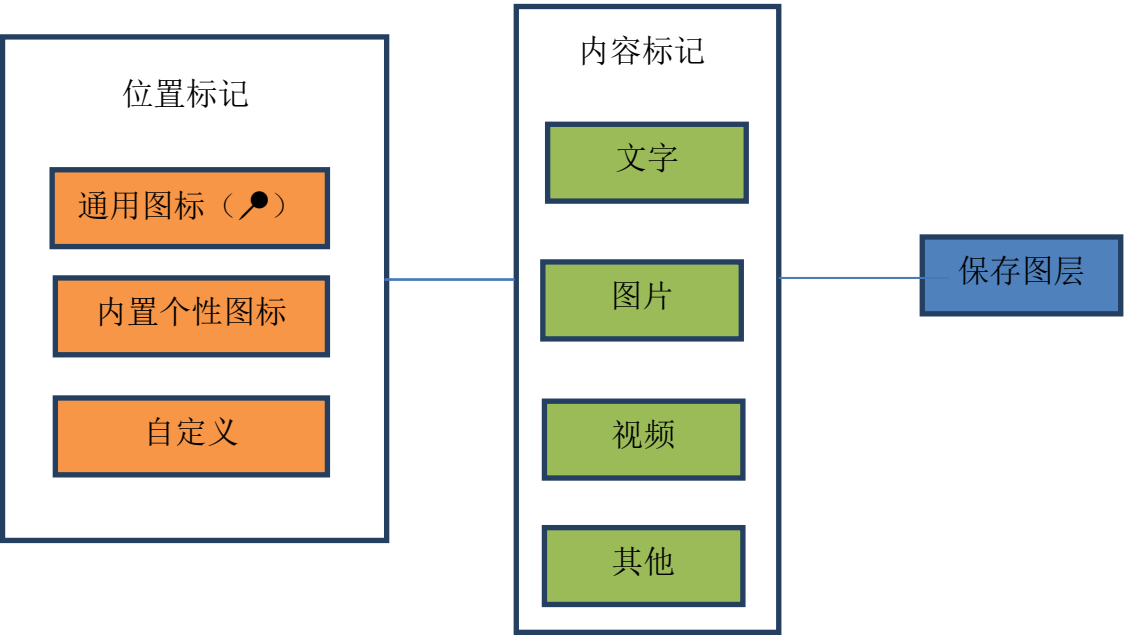 位置标记
通用图标（）
内置个性图标
自定义
内容标记
文字
图片
视频
其他
保存图层